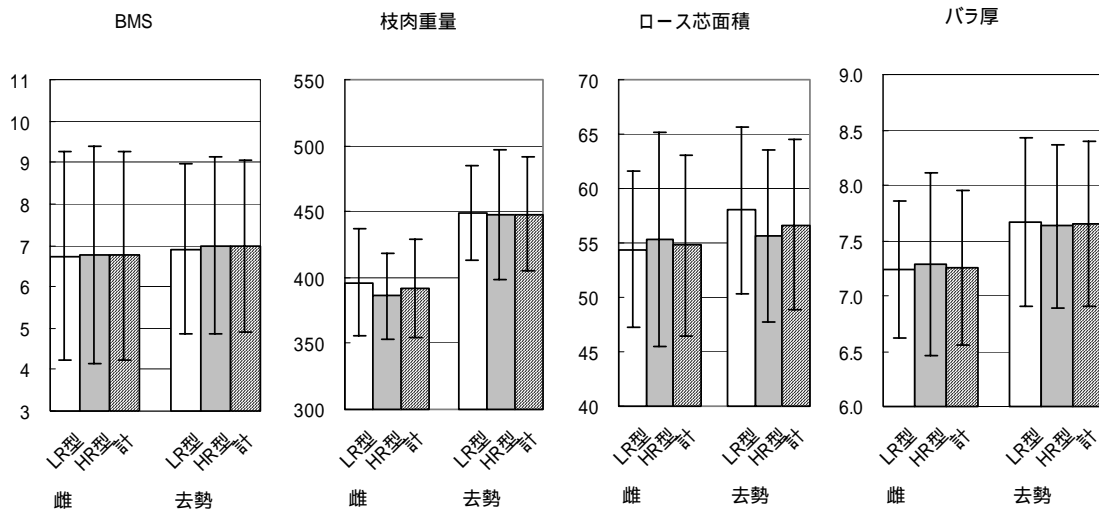 BMS
枝肉重量
ロース芯面積
バラ厚
11
10
9
8
7
6
5
4
3
LR型
HR型
計
LR型
HR型
計
雌
去勢
550
500
450
400
350
300
LR型
HR型
計
LR型
HR型
計
雌
去勢
70
65
60
55
50
45
40
LR型
HR型
計
LR型
HR型
計
雌
去勢
9.0
8.5
8.0
7.5
7.0
6.5
6.0
LR型
HR型
計
LR型
HR型
計
雌
去勢